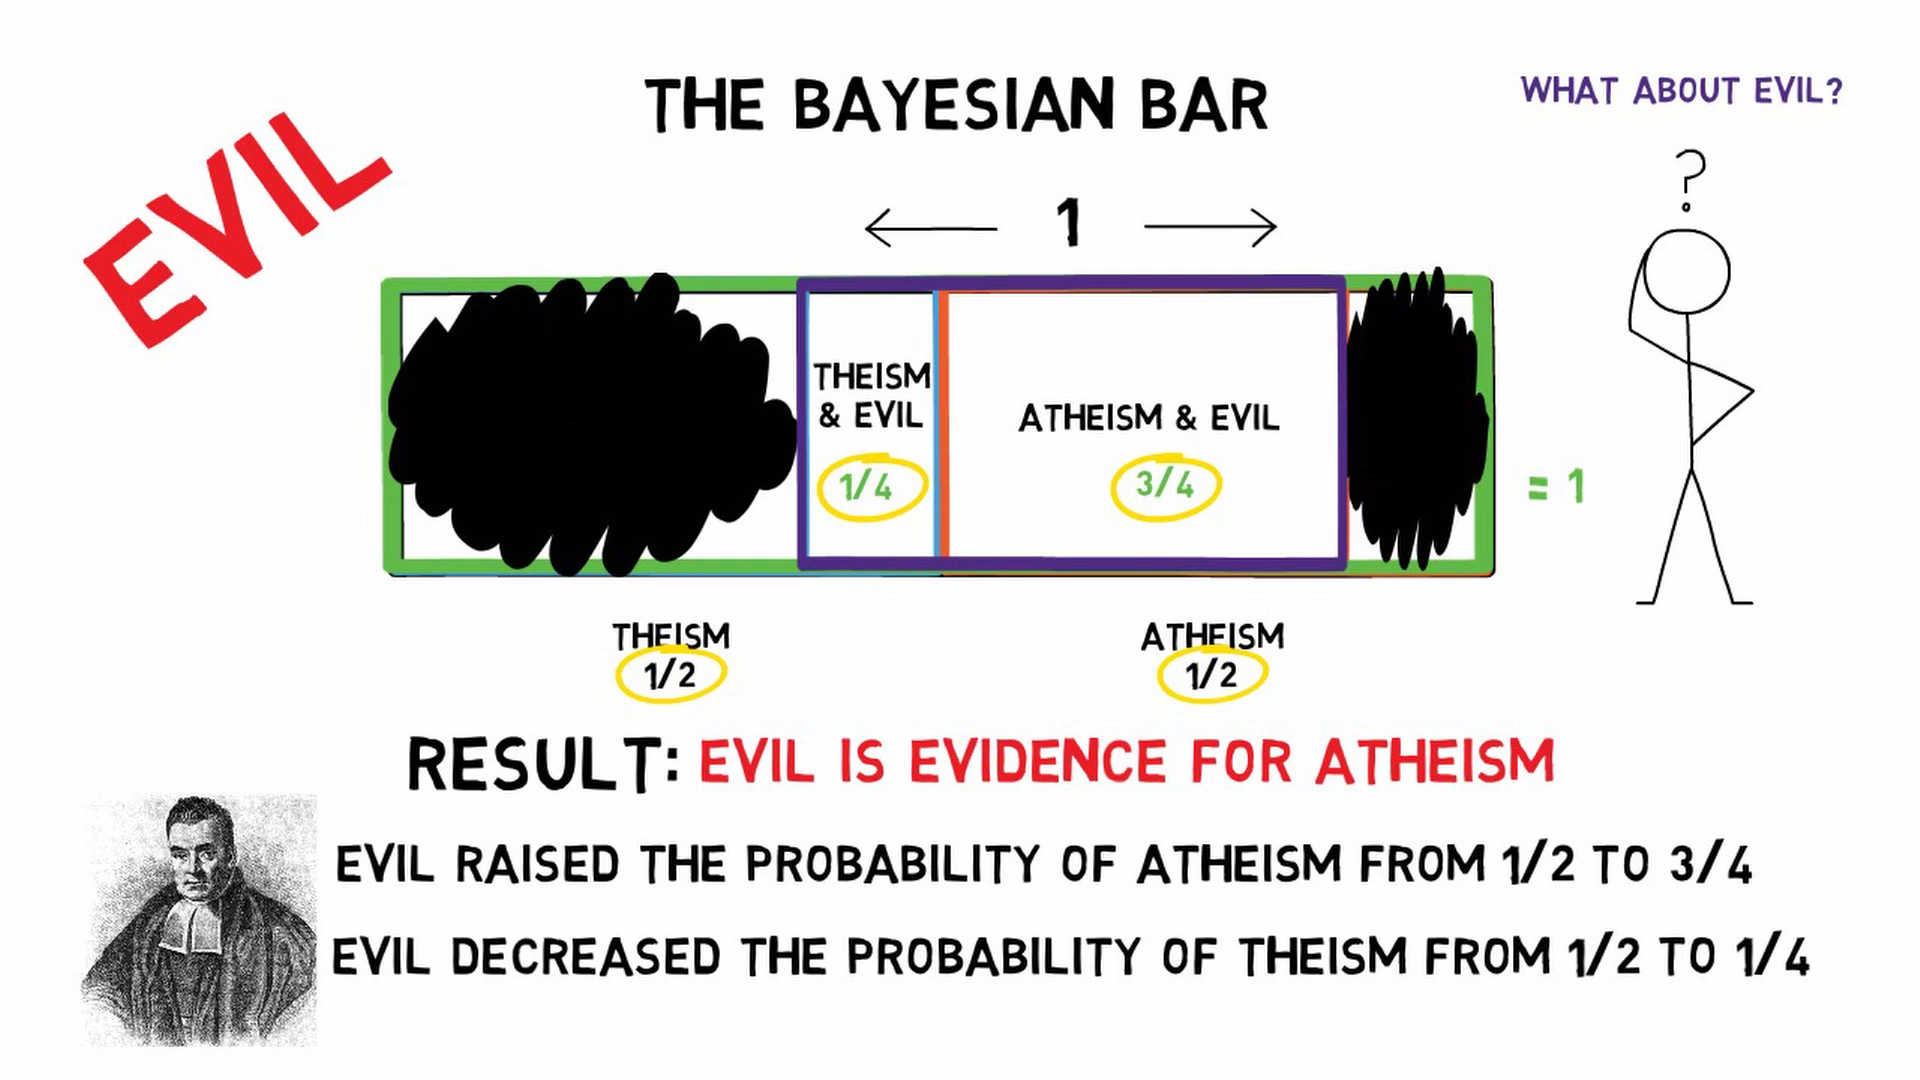 THE BAYESIAN BAR
WHAT ABOUT EVIL?
EVIL
?
1
THEISM
& EVIL
1/4
ATHEISM & EVIL
3/4
= 1
THEISM
1/2
ATHEISM
1/2
RESULT: EVIL IS EVIDENCE FOR ATHEISM
EVIL RAISED THE PROBABILITY OF ATHEISM FROM 1/2 TO 3/4
EVIL DECREASED THE PROBABILITY OF THEISM FROM 1/2 TO 1/4